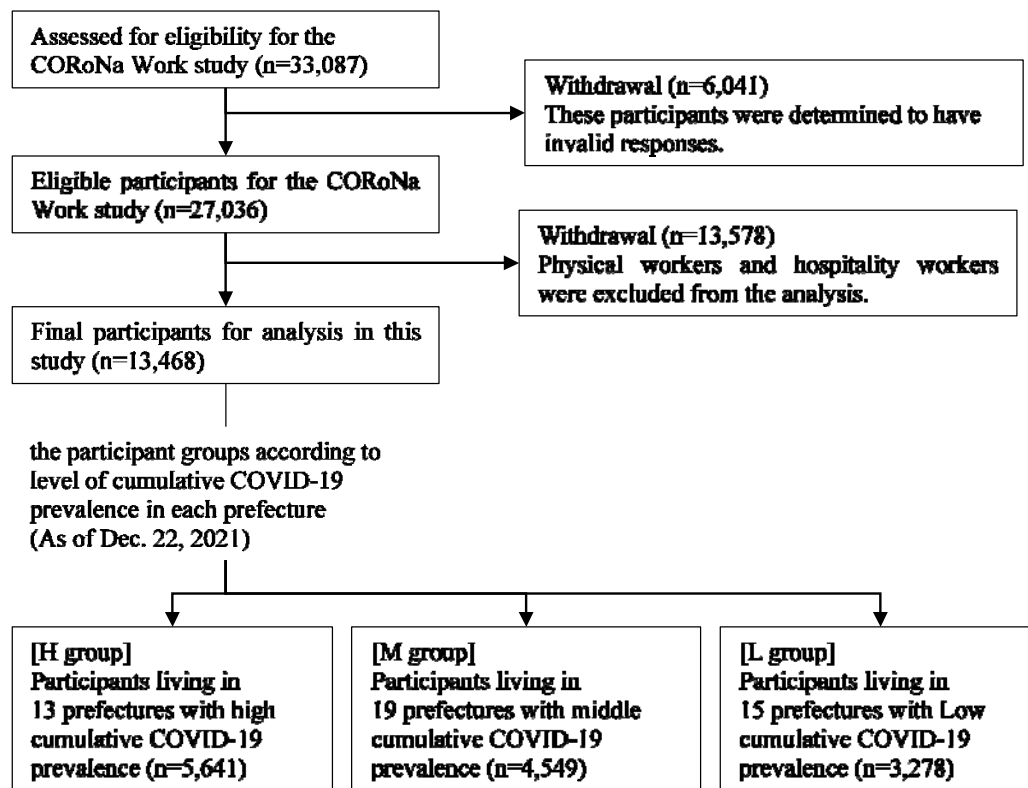 Assessed for eligibility for the
CORoNa Work study (n=33,087)
Withdrawal (n=6,041)
These participants were determined to have
invalid responses.
Eligible participants for the CORoNa
Work study (n=27,036)
Withdrawal (n=13,578)
Physical workers and hospitality workers
were excluded from the analysis.
Final participants for analysis in this
study (n=13,468)
the participant groups according to
level of cumulative COVID-19
prevalence in each prefecture
(As of Dec. 22, 2021)
[H group]
Participants living in
13 prefectures with high
cumulative COVID-19
prevalence (n=5,641)
[M group]
Participants living in
19 prefectures with middle
cumulative COVID-19
prevalence (n=4,549)
[L group]
Participants living in
15 prefectures with Low
cumulative COVID-19
prevalence (n=3,278)